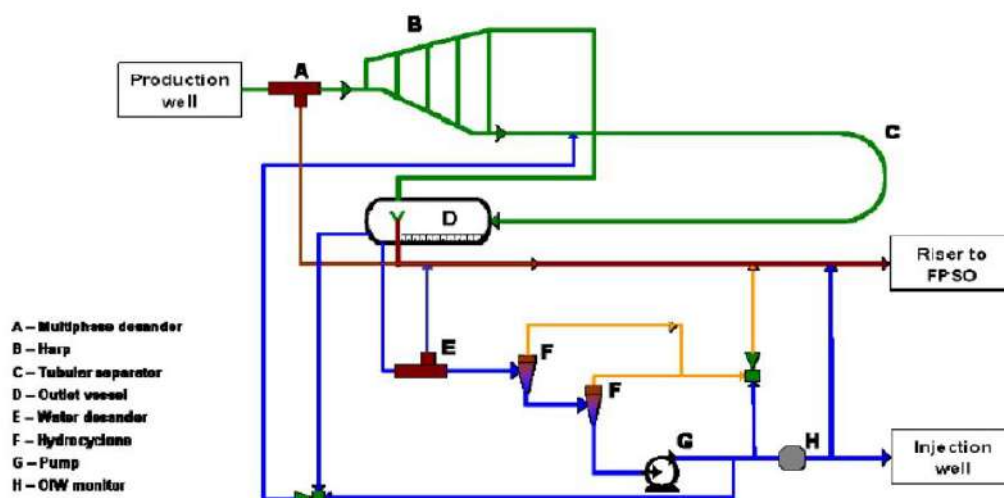 B
A
Production
well
C
D
Riser to
FPSO
A – Multiphase desander
B – Harp
C – Tubular separator
D – Outlet vessel
E – Water desander
F – Hydrocyclone
G – Pump
H – OIW monitor
E
F
F
G
H
Injection
well